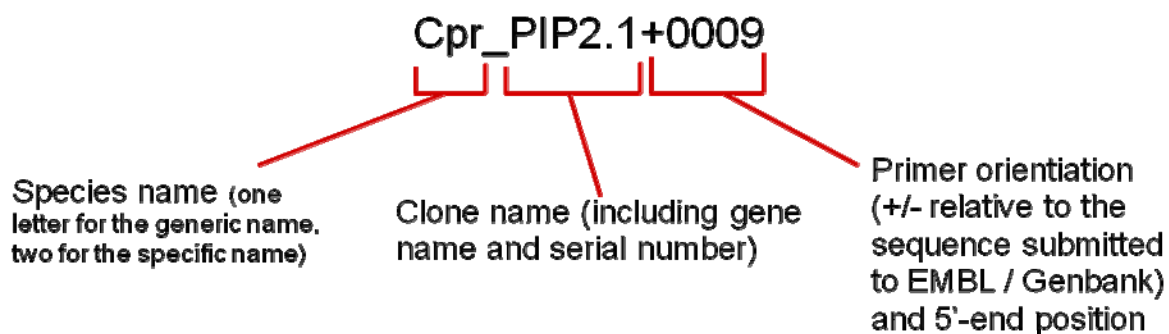 Cpr_PIP2.1+0009
Species name (one
letter for the generic name,
two for the specific name)
Clone name (including gene
name and serial number)
Primer orientiation
(+/- relative to the
sequence submitted
to EMBL / Genbank)
and 5'-end position